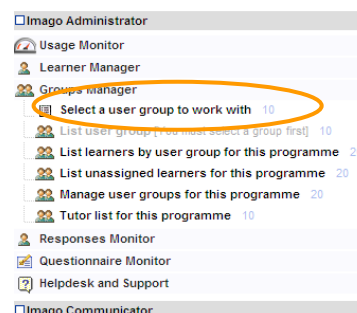 Imago Administrator
Usage Monitor
Learner Manager
Groups Manager
Select a user group to work with 10
List user group [You must select a group first] 10
List learners by user group for this programme 2
List unassigned learners for this programme 20
Manage user groups for this programme 20
Tutor list for this programme 10
Responses Monitor
Questionnaire Monitor
Helpdesk and Support
Imago Communicator